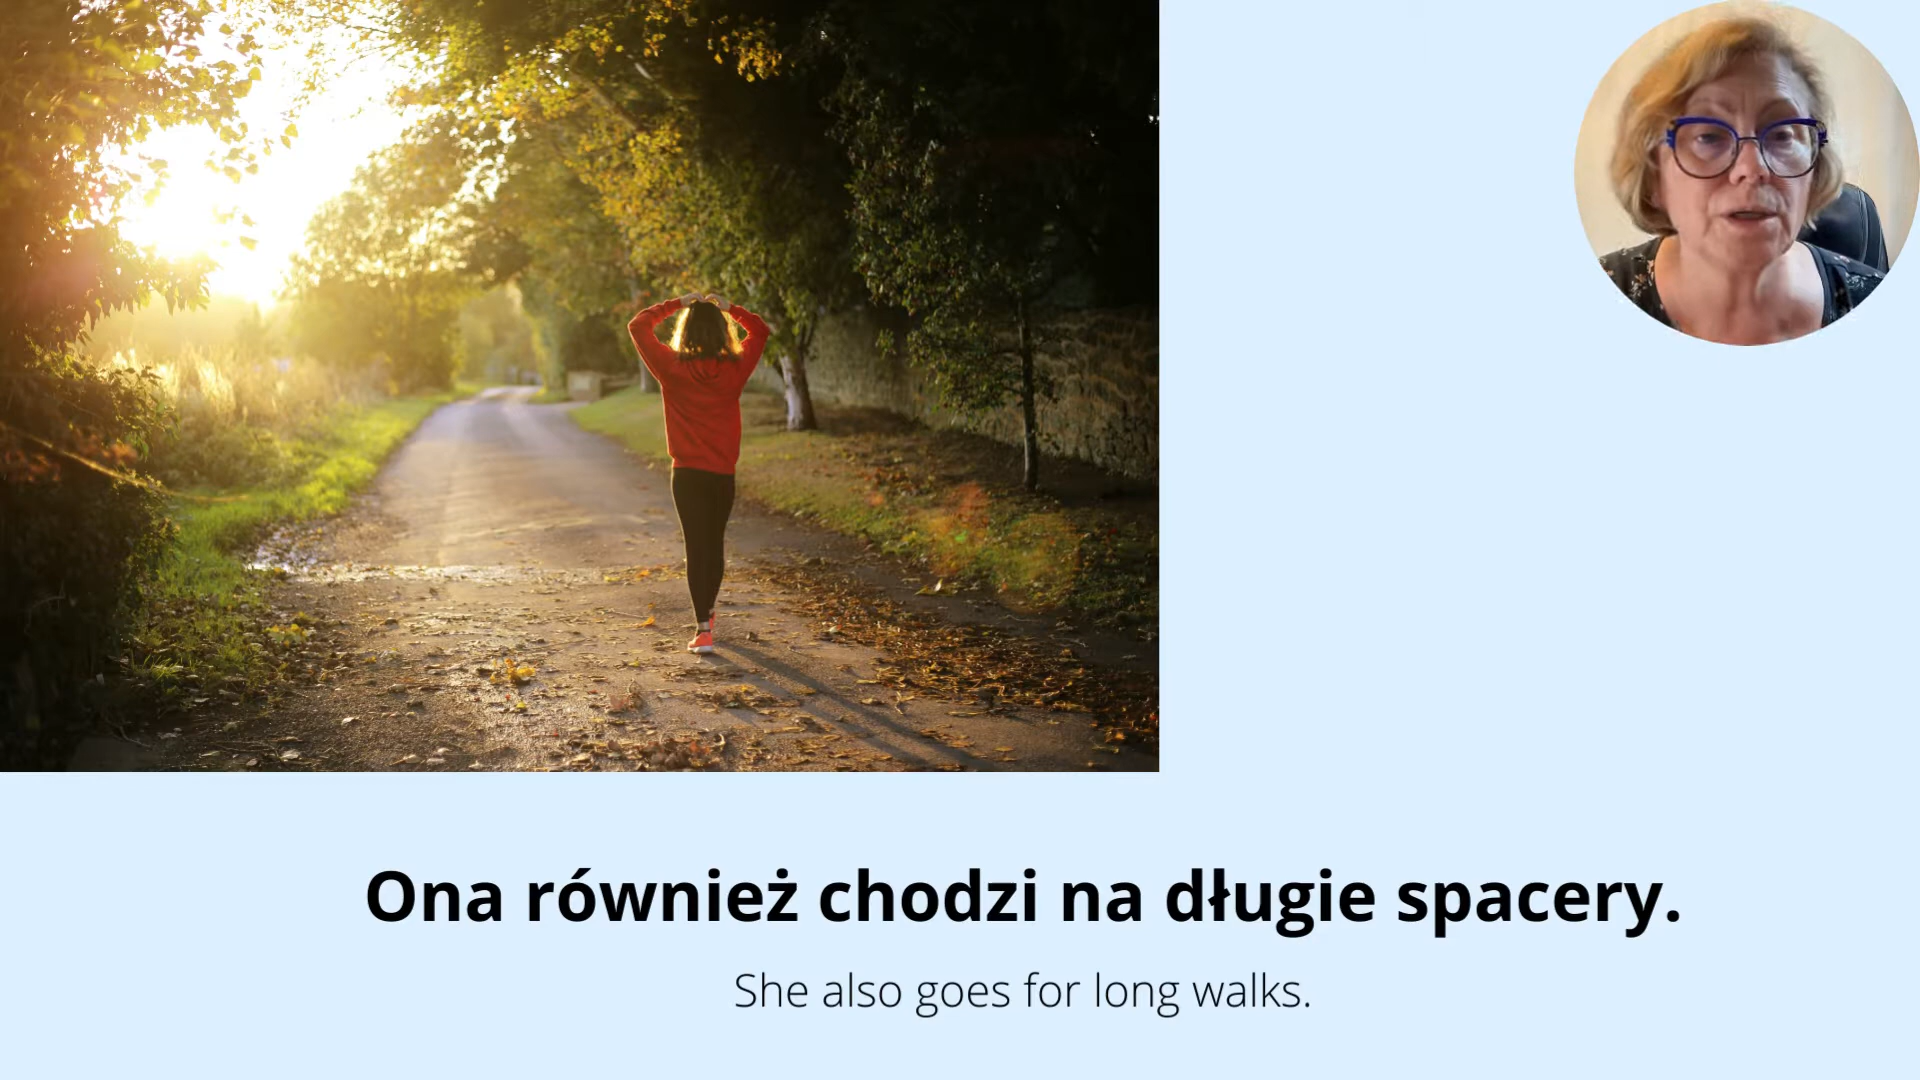 Ona również chodzi na długie spacery.
She also goes for long walks.